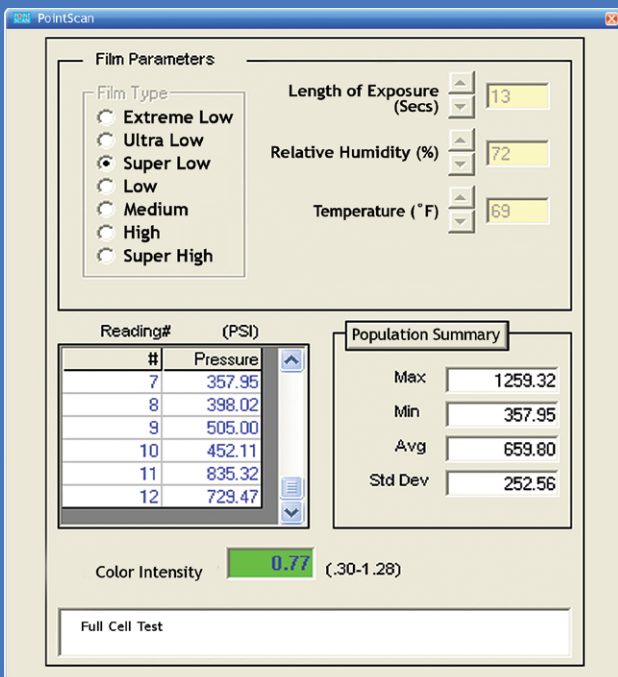 POINT SCAN PointScan
Film Parameters
Film Type
Extreme Low
Ultra Low
Super Low
Low
Medium
High
Super High
Length of Exposure
(Secs)
13
Relative Humidity (%)
72
Temperature (°F)
69
Reading# (PSI)
# Pressure
7 357.95
8 398.02
9 505.00
10 452.11
11 835.32
12 729.47
Population Summary
Max 1259.32
Min 357.95
Avg 659.80
Std Dev 252.56
Color Intensity 0.77 (.30-1.28)
Full Cell Test